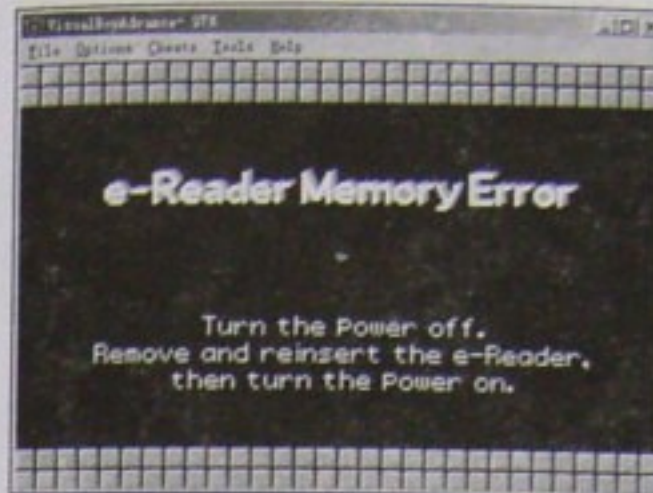 VisualBoyAdvance
File Options Cheats Tools Help
e-Reader Memory Error
Turn the Power off.
Remove and reinsert the e-Reader,
then turn the Power on.